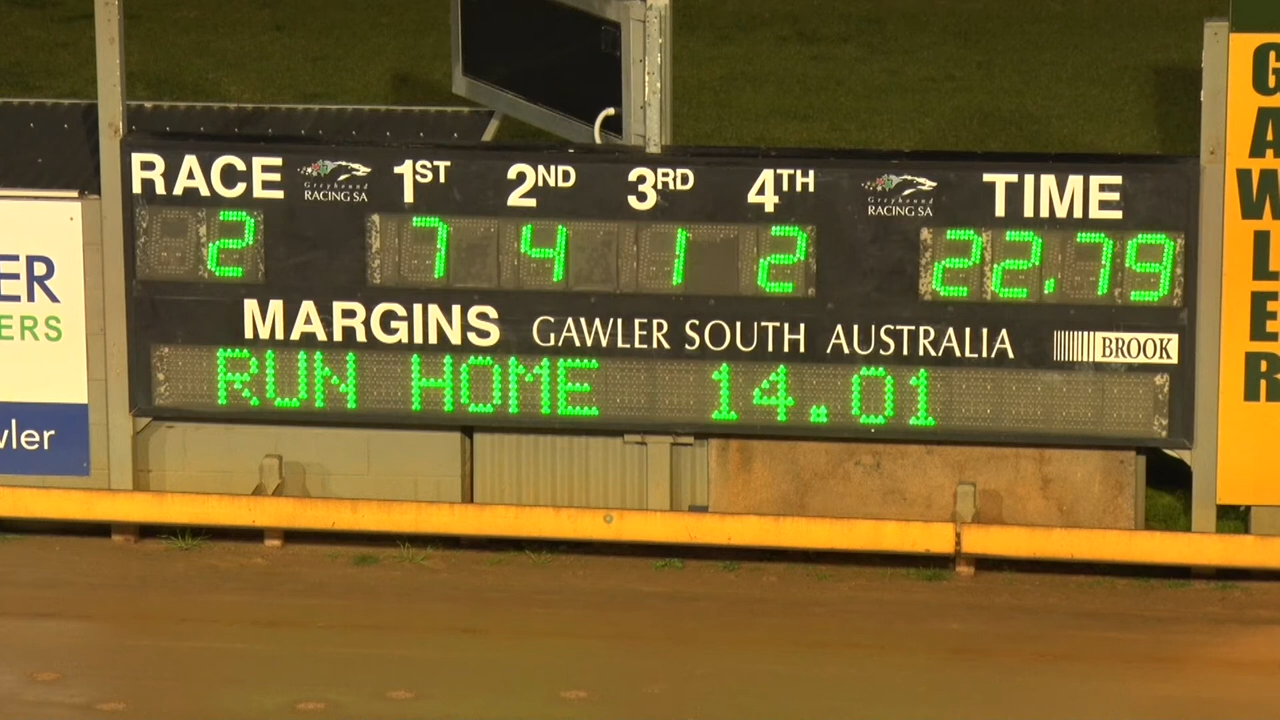 RACE 1ST 2ND 3RD 4TH TIME
Greyhound
RACING SA
Greyhound
RACING SA
2 7 4 1 2 22.79
MARGINS GAWLER SOUTH AUSTRALIA BROOK
RUN HOME 14.01
ER
ERS
wler
GAWLER